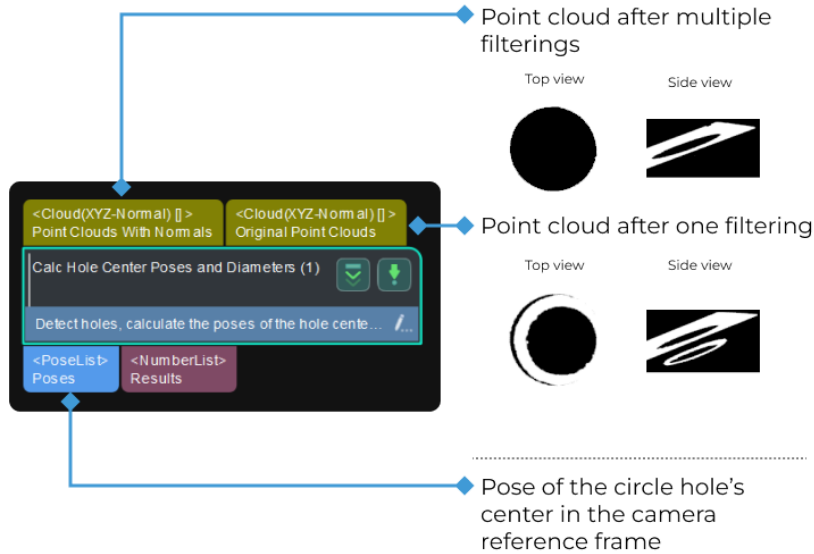 Point cloud after multiple
filterings
Top view
Side view
<Cloud(XYZ-Normal) []>
Point Clouds With Normals
<Cloud(XYZ-Normal) []>
Original Point Clouds
Point cloud after one filtering
Calc Hole Center Poses and Diameters (1)
Top view
Side view
Detect holes, calculate the poses of the hole cente...
<PoseList>
Poses
<NumberList>
Results
Pose of the circle hole’s
center in the camera
reference frame